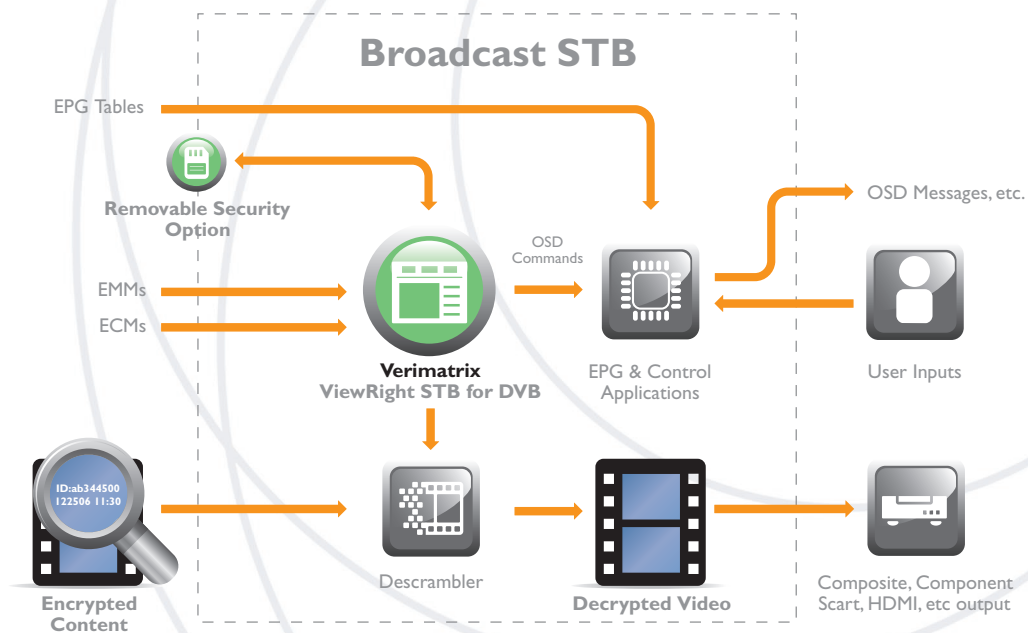 Broadcast STB
EPG Tables
Removable Security
Option
OSD Messages, etc.
OSD
Commands
EMMs
ECMs
Verimatrix
ViewRight STB for DVB
EPG & Control
Applications
User Inputs
ID:ab344500
122506 11:30
Encrypted
Content
Descrambler
Decrypted Video
Composite, Component
Scart, HDMI, etc output